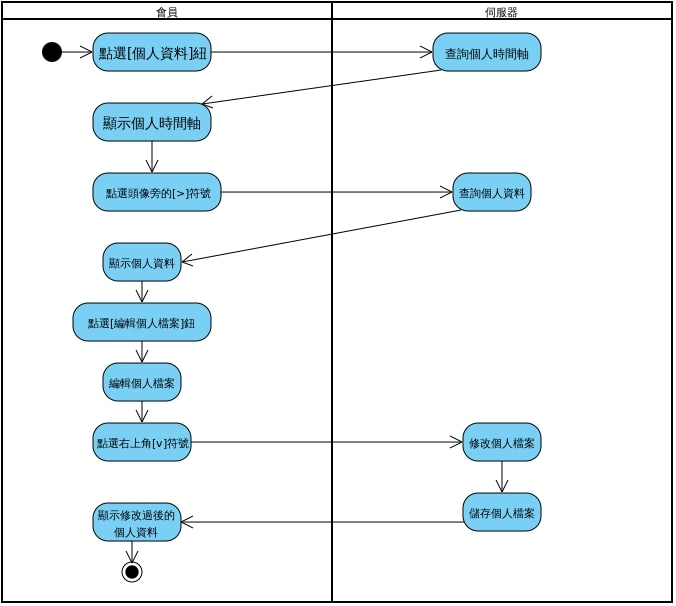 會員
伺服器
點選[個人資料]紐
查詢個人時間軸
顯示個人時間軸
點選頭像旁的[>]符號
查詢個人資料
顯示個人資料
點選[編輯個人檔案]鈕
編輯個人檔案
點選右上角[v]符號
修改個人檔案
儲存個人檔案
顯示修改過後的
個人資料